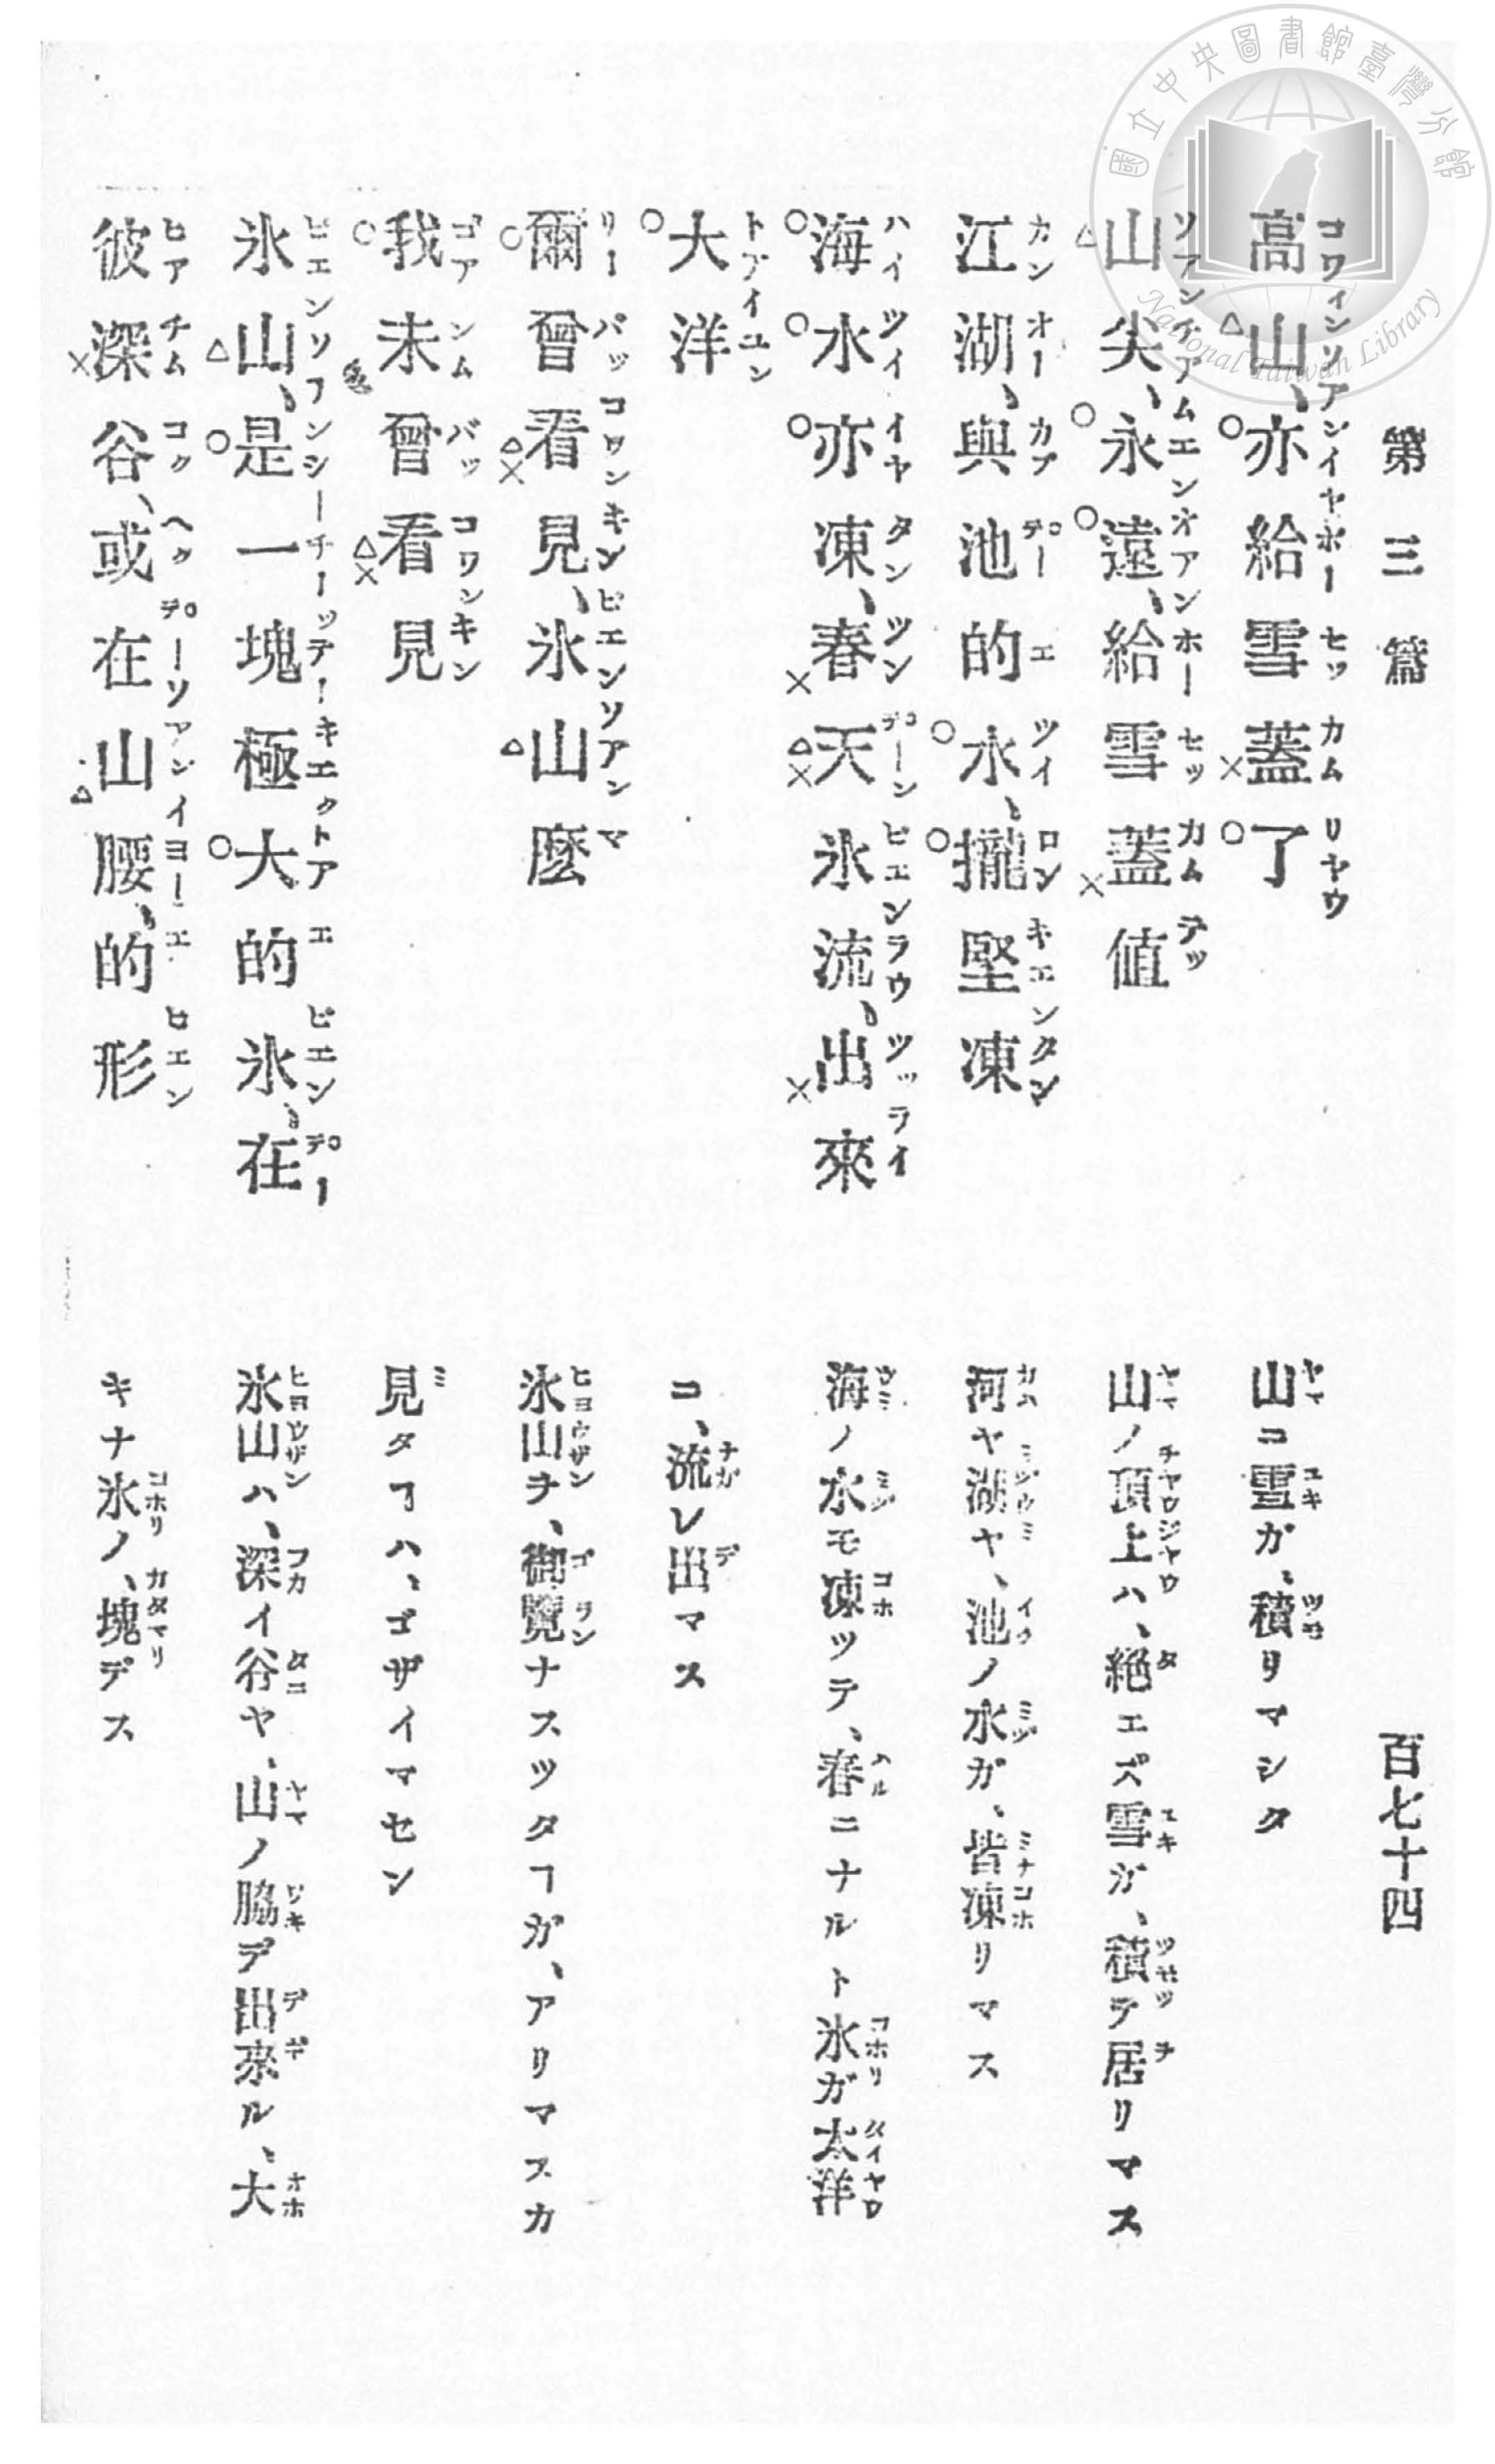 國立中央圖書館臺灣分館
National Taiwan Library
第三篇
百七十四
高山、亦給雪蓋了
山コ雪ガ、積リマシタ
山尖、永遠、給雪蓋値
山ノ頂上ハ、絶エズ雪ガ、積テ居リマス
江湖、與池的水、攏堅凍
河ヤ湖ヤ、池ノ水ガ、皆凍リマス
海水亦凍、春天氷流、出來
海ノ水モ凍ツテ、春ニナルト氷ガ太洋
大洋
コ、流レ出マス
爾曾看見、氷山麼
氷山ヲ、御覽ナスツタヿガ、アリマスカ
我未曾看見
見タヿハ、ゴザイマセン
氷山、是一塊極大的氷、在
氷山ハ、深イ谷ヤ、山ノ脇デ出來ル、大
彼深谷、或在山腰、的形
キナ氷ノ、塊デス